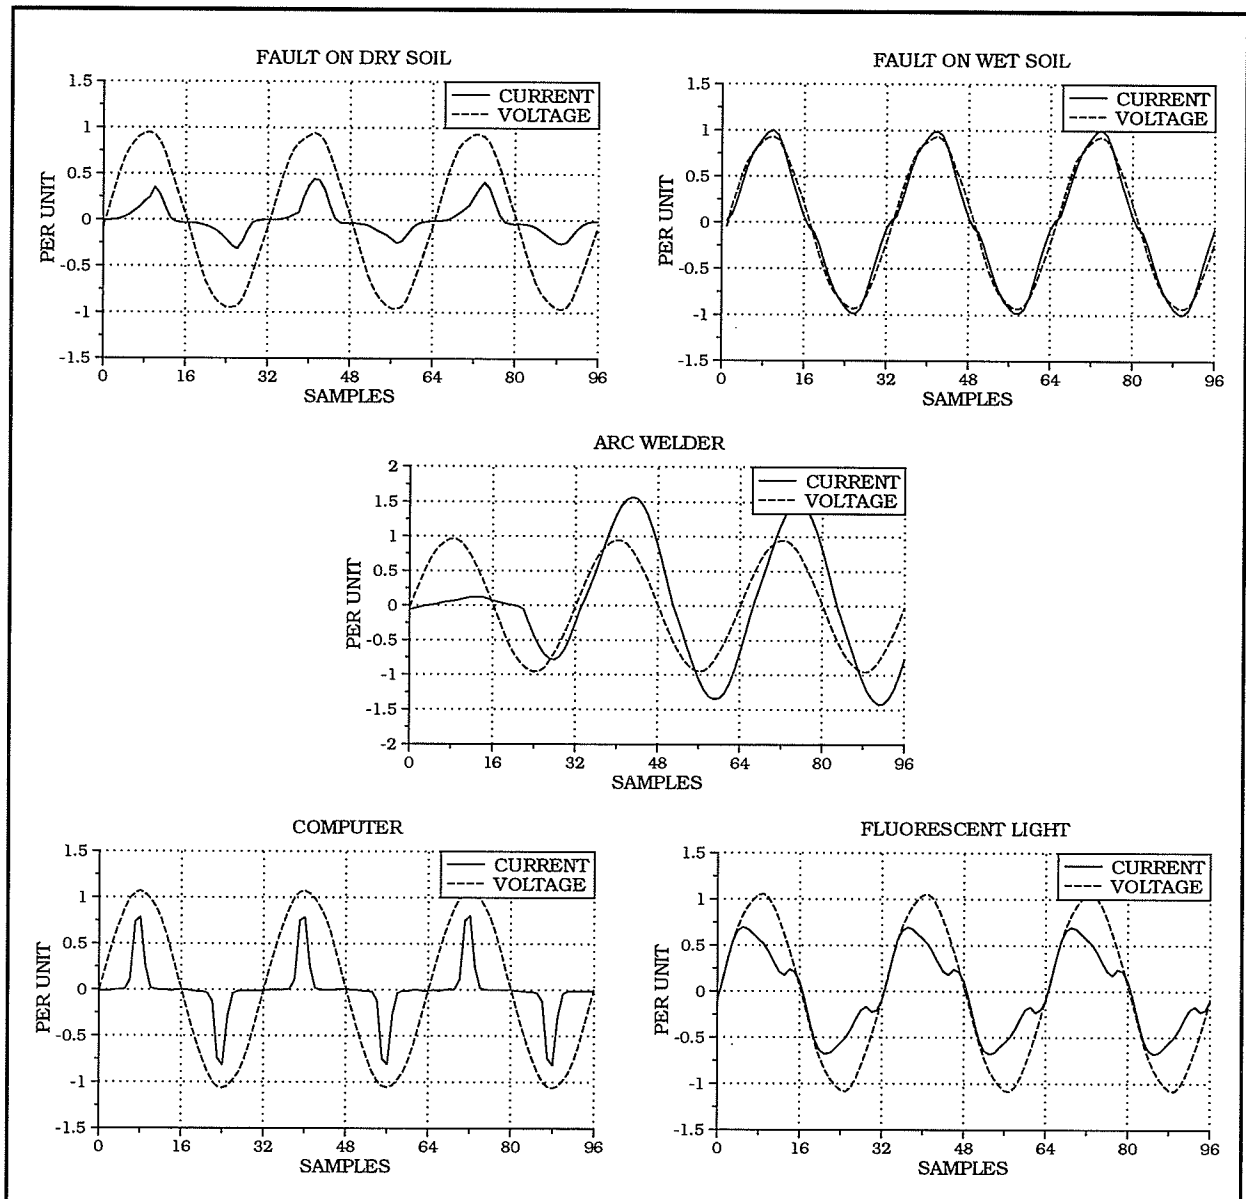 FAULT ON DRY SOIL
CURRENT
VOLTAGE
PER UNIT
1.5
1
0.5
0
-0.5
-1
-1.5
0 16 32 48 64 80 96
SAMPLES
FAULT ON WET SOIL
CURRENT
VOLTAGE
PER UNIT
1.5
1
0.5
0
-0.5
-1
-1.5
0 16 32 48 64 80 96
SAMPLES
ARC WELDER
CURRENT
VOLTAGE
PER UNIT
2
1.5
1
0.5
0
-0.5
-1
-1.5
-2
0 16 32 48 64 80 96
SAMPLES
COMPUTER
CURRENT
VOLTAGE
PER UNIT
1.5
1
0.5
0
-0.5
-1
-1.5
0 16 32 48 64 80 96
SAMPLES
FLUORESCENT LIGHT
CURRENT
VOLTAGE
PER UNIT
1.5
1
0.5
0
-0.5
-1
-1.5
0 16 32 48 64 80 96
SAMPLES